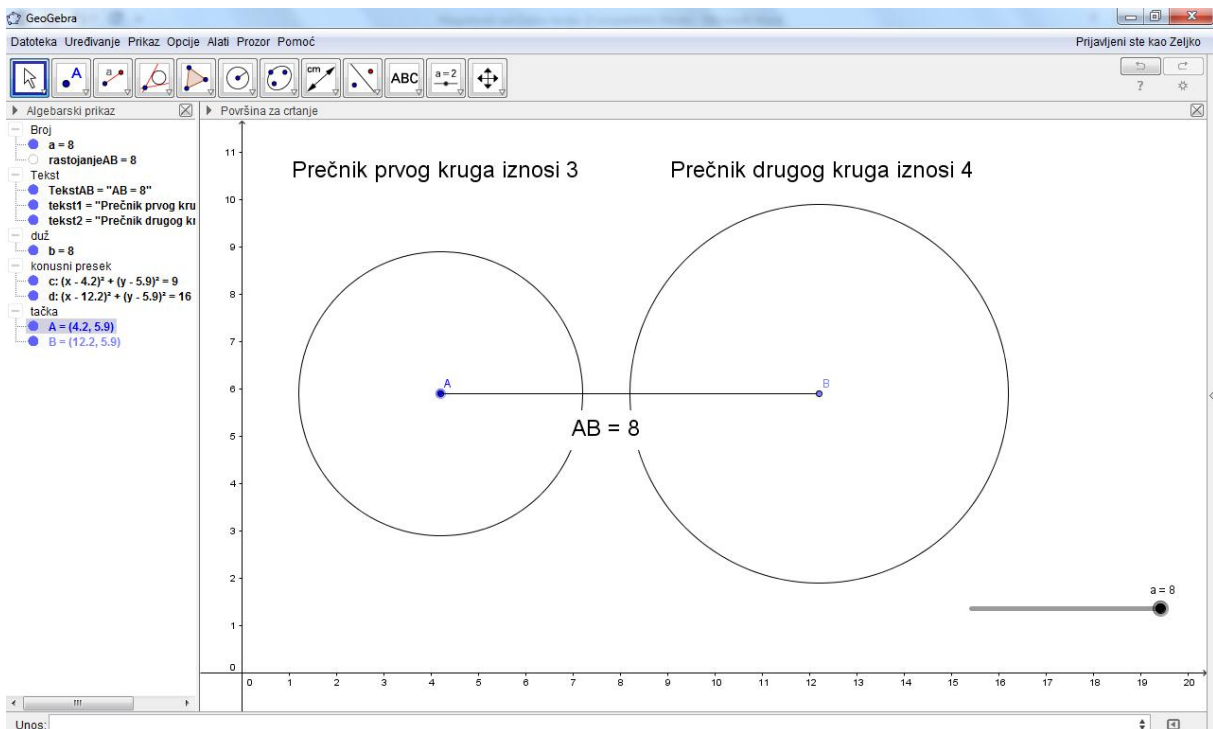 GeoGebra
Datoteka Uređivanje Prikaz Opcije Alati Prozor Pomoć
Prijavljeni ste kao Zeljko
A
a
cm
ABC
a=2
?
Algebarski prikaz
Površina za crtanje
Broj
a = 8
rastojanjeAB = 8
Tekst
TekstAB = "AB = 8"
tekst1 = "Prečnik prvog kru
tekst2 = "Prečnik drugog kr
duž
b = 8
konusni presek
c: (x - 4.2)² + (y - 5.9)² = 9
d: (x - 12.2)² + (y - 5.9)² = 16
tačka
A = (4.2, 5.9)
B = (12.2, 5.9)
Prečnik prvog kruga iznosi 3
Prečnik drugog kruga iznosi 4
11
10
9
8
7
6
5
4
3
2
1
0
A
B
AB = 8
a = 8
0 1 2 3 4 5 6 7 8 9 10 11 12 13 14 15 16 17 18 19 20
Unos: